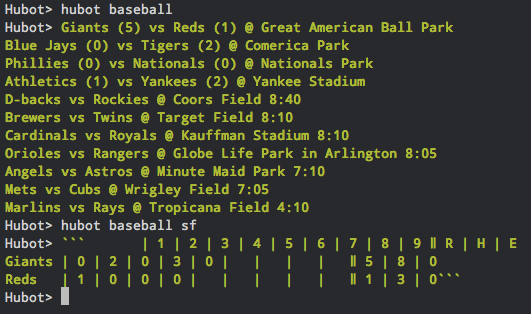 Hubot> hubot baseball
Hubot> Giants (5) vs Reds (1) @ Great American Ball Park
Blue Jays (0) vs Tigers (2) @ Comerica Park
Phillies (0) vs Nationals (0) @ Nationals Park
Athletics (1) vs Yankees (2) @ Yankee Stadium
D-backs vs Rockies @ Coors Field 8:40
Brewers vs Twins @ Target Field 8:10
Cardinals vs Royals @ Kauffman Stadium 8:10
Orioles vs Rangers @ Globe Life Park in Arlington 8:05
Angels vs Astros @ Minute Maid Park 7:10
Mets vs Cubs @ Wrigley Field 7:05
Marlins vs Rays @ Tropicana Field 4:10
Hubot> hubot baseball sf
Hubot> ```       | 1 | 2 | 3 | 4 | 5 | 6 | 7 | 8 | 9 ‖ R | H | E
Giants | 0 | 2 | 0 | 3 | 0 |   |   |   |   ‖ 5 | 8 | 0
Reds   | 1 | 0 | 0 | 0 |   |   |   |   |   ‖ 1 | 3 | 0```
Hubot>